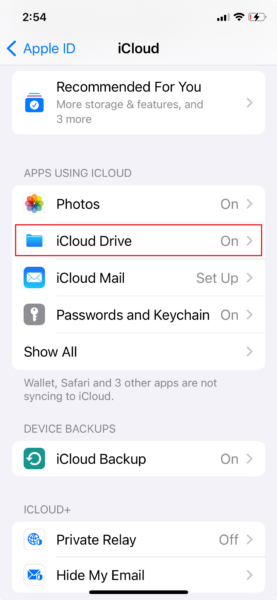 2:54
Apple ID
iCloud
Recommended For You
More storage & features, and
3 more
APPS USING ICLOUD
Photos On
iCloud Drive On
iCloud Mail Set Up
Passwords and Keychain On
Show All
Wallet, Safari and 3 other apps are not
syncing to iCloud.
DEVICE BACKUPS
iCloud Backup On
ICLOUD+
Private Relay Off
Hide My Email